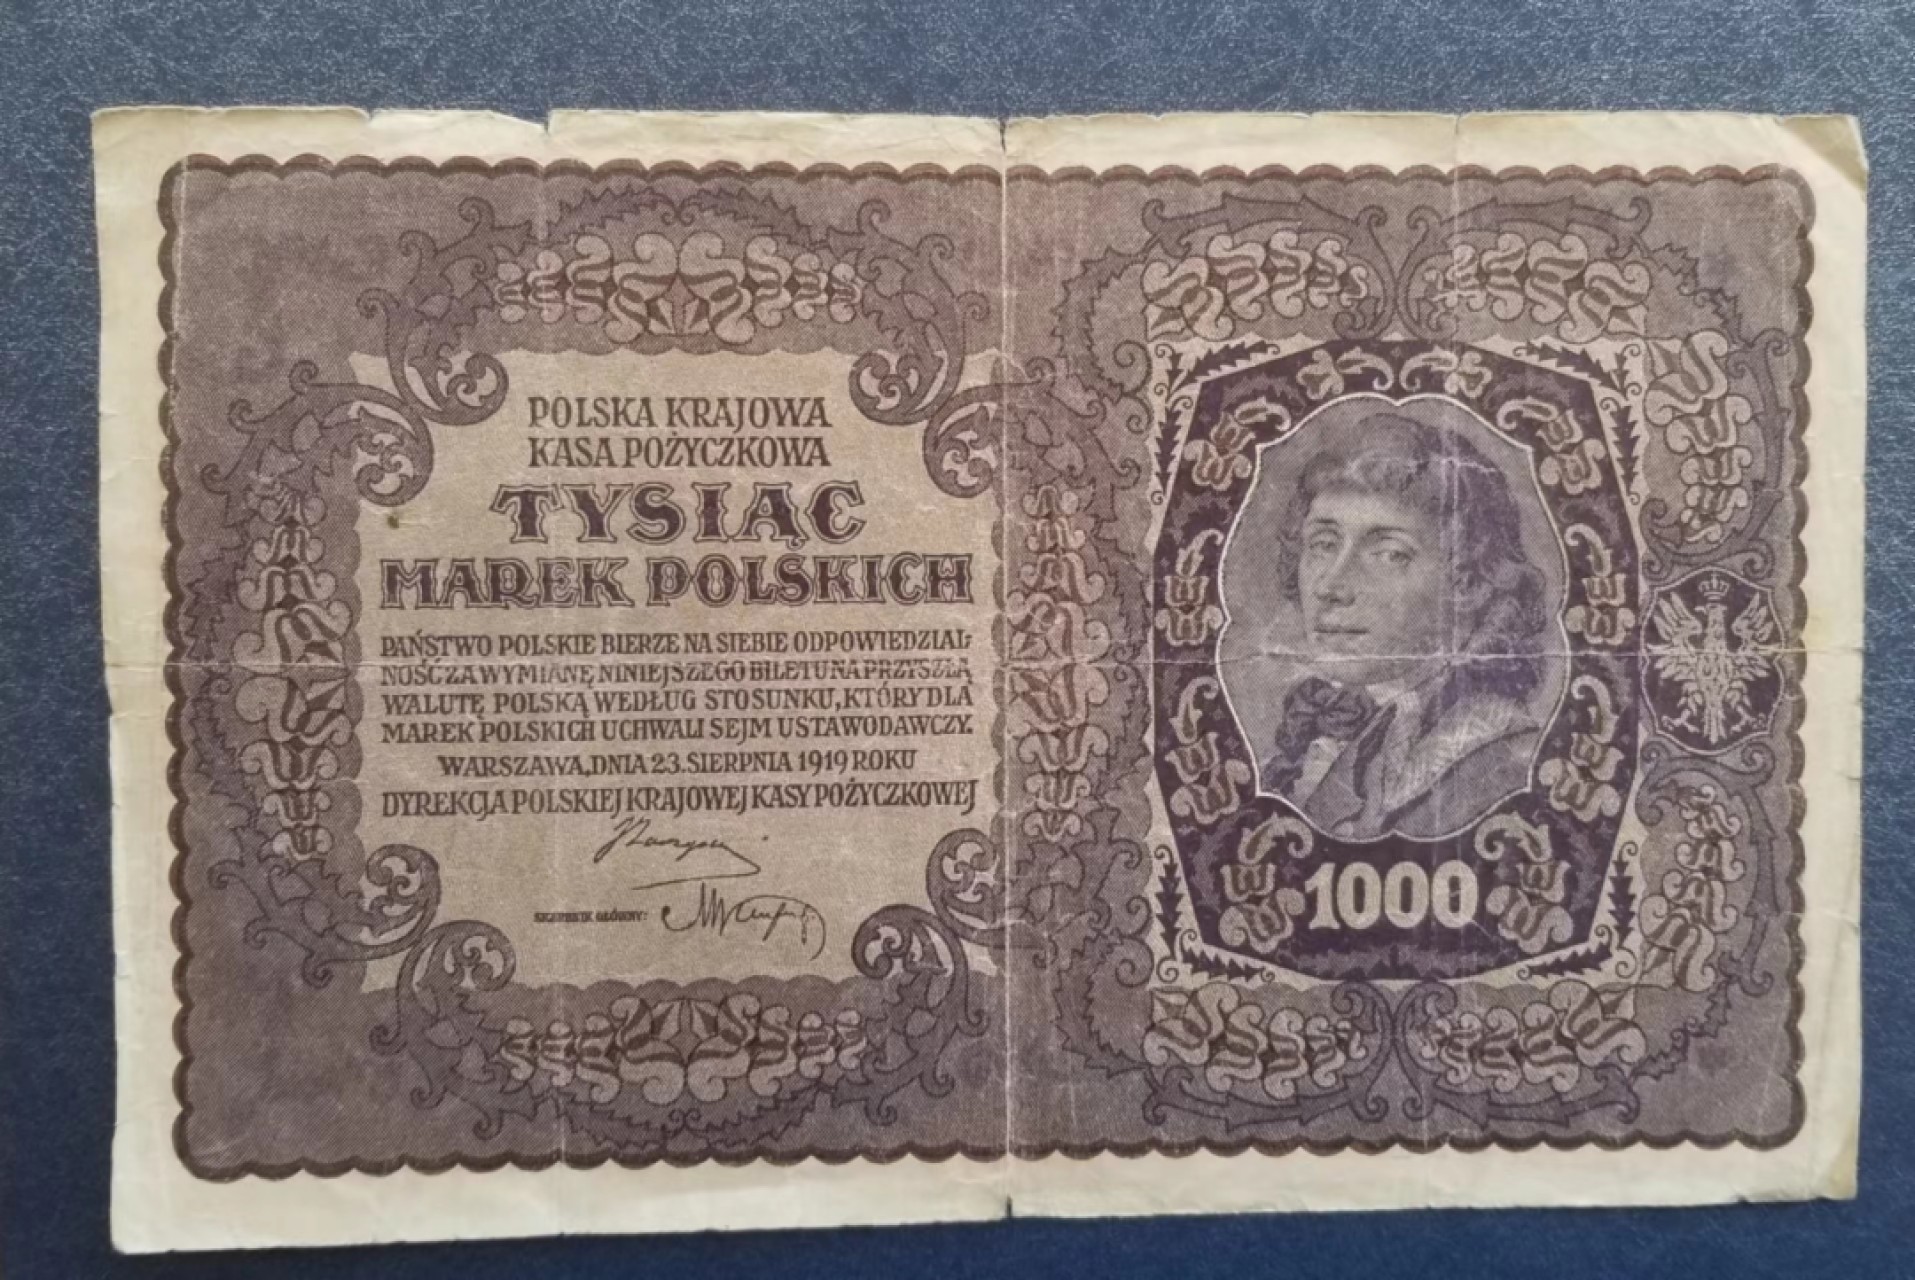 POLSKA KRAJOWA
KASA POŻYCZKOWA
TYSIĄC
MAREK POLSKICH
PAŃSTWO POLSKIE BIERZE NA SIEBIE ODPOWIEDZIAL-
NOŚĆ ZA WYMIANĘ NINIEJSZEGO BILETU NA PRZYSZŁĄ
WALUTĘ POLSKĄ WEDŁUG STOSUNKU, KTÓRY DLA
MAREK POLSKICH UCHWALI SEJM USTAWODAWCZY.
WARSZAWA, DNIA 23. SIERPNIA 1919 ROKU
DYREKCJA POLSKIEJ KRAJOWEJ KASY POŻYCZKOWEJ
SKARBNIK GŁÓWNY:
1000